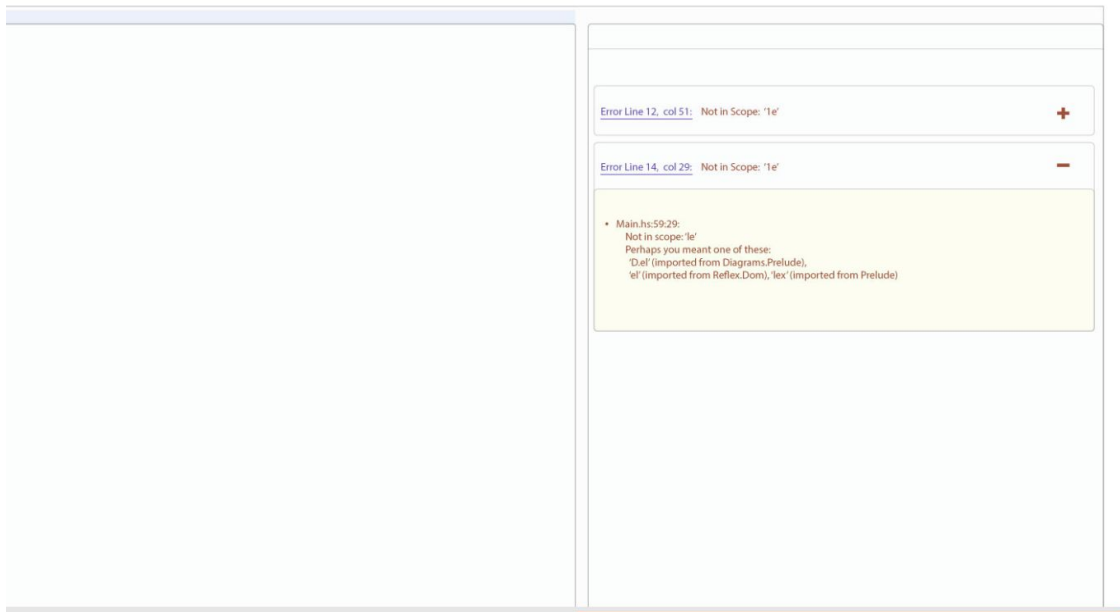 Error Line 12, col 51: Not in Scope: '1e'
Error Line 14, col 29: Not in Scope: '1e'
• Main.hs:59:29:
Not in scope: 'le'
Perhaps you meant one of these:
'D.el' (imported from Diagrams.Prelude),
'el' (imported from Reflex.Dom), 'lex' (imported from Prelude)